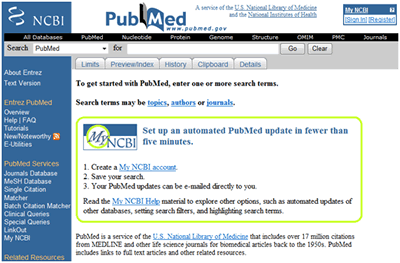 NCBI
PubMed
www.pubmed.gov
A service of the U.S. National Library of Medicine
and the National Institutes of Health
My NCBI
[Sign In] [Register]
All Databases PubMed Nucleotide Protein Genome Structure OMIM PMC Journals
Search PubMed for Go Clear
Limits Preview/Index History Clipboard Details
About Entrez
Text Version
Entrez PubMed
Overview
Help | FAQ
Tutorials
New/Noteworthy
E-Utilities
PubMed Services
Journals Database
MeSH Database
Single Citation
Matcher
Batch Citation Matcher
Clinical Queries
Special Queries
LinkOut
My NCBI
Related Resources
To get started with PubMed, enter one or more search terms.
Search terms may be topics, authors or journals.
My NCBI
Set up an automated PubMed update in fewer than
five minutes.
1. Create a My NCBI account.
2. Save your search.
3. Your PubMed updates can be e-mailed directly to you.
Read the My NCBI Help material to explore other options, such as automated updates of
other databases, setting search filters, and highlighting search terms.
PubMed is a service of the U.S. National Library of Medicine that includes over 17 million citations
from MEDLINE and other life science journals for biomedical articles back to the 1950s. PubMed
includes links to full text articles and other related resources.